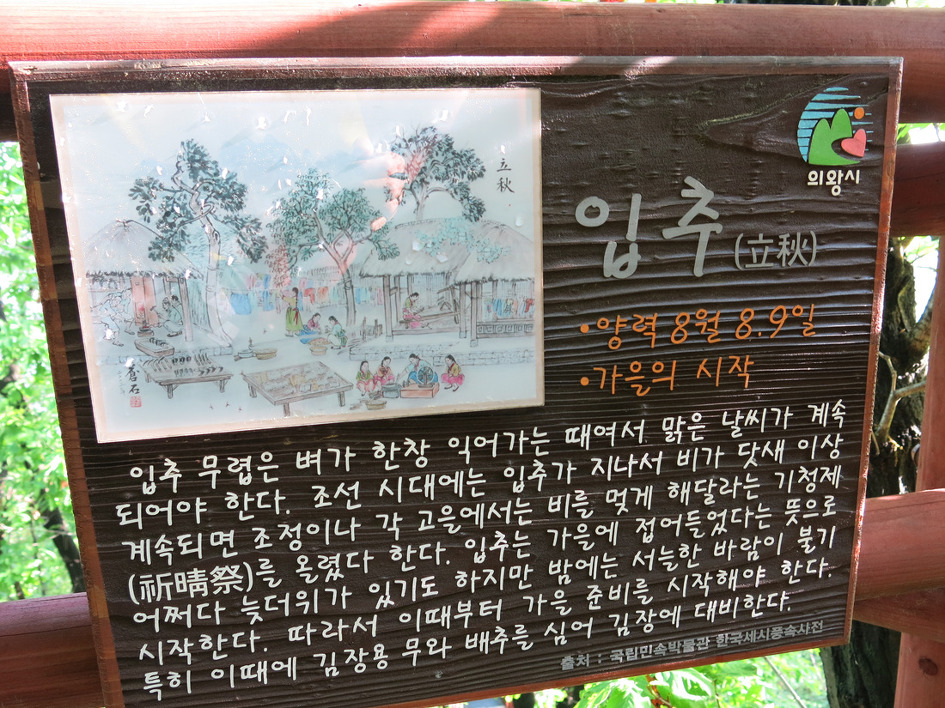 立秋
蒼石
의왕시
입추(立秋)
•양력 8월 8.9일
•가을의 시작
입추 무렵은 벼가 한창 익어가는 때여서 맑은 날씨가 계속
되어야 한다. 조선 시대에는 입추가 지나서 비가 닷새 이상
계속되면 조정이나 각 고을에서는 비를 멎게 해달라는 기청제
(祈晴祭)를 올렸다 한다. 입추는 가을에 접어들었다는 뜻으로
어쩌다 늦더위가 있기도 하지만 밤에는 서늘한 바람이 불기
시작한다. 따라서 이때부터 가을 준비를 시작해야 한다.
특히 이때에 김장용 무와 배추를 심어 김장에 대비한다.
출처 : 국립민속박물관 한국세시풍속사전